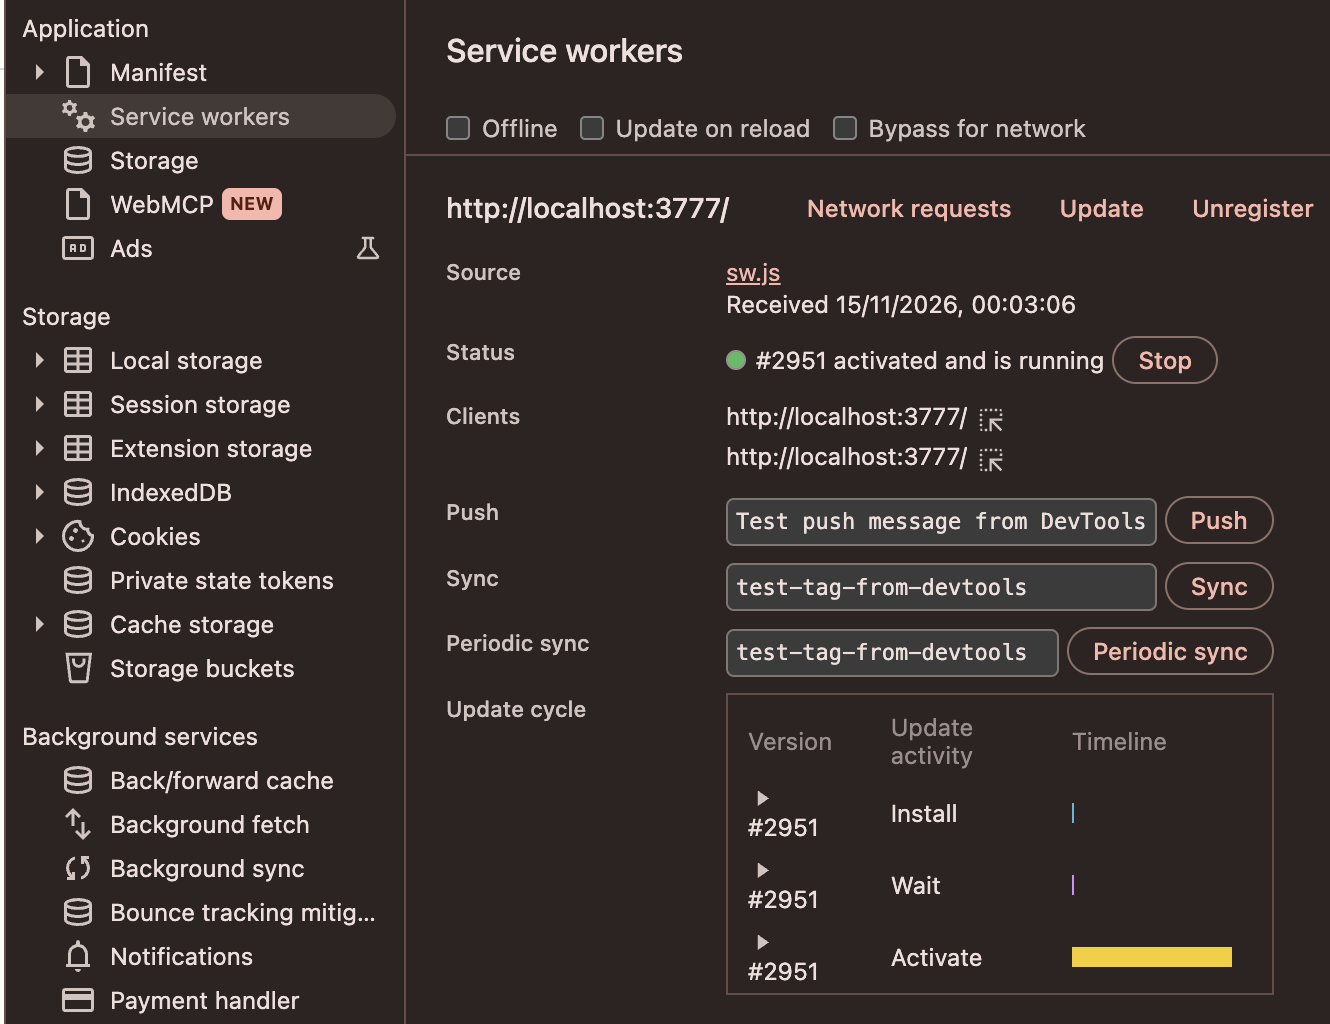 Application
Manifest
Service workers
Storage
WebMCP NEW
AD Ads
Storage
Local storage
Session storage
Extension storage
IndexedDB
Cookies
Private state tokens
Cache storage
Storage buckets
Background services
Back/forward cache
Background fetch
Background sync
Bounce tracking mitig...
Notifications
Payment handler
Service workers
Offline Update on reload Bypass for network
http://localhost:3777/ Network requests Update Unregister
Source sw.js
Received 15/11/2026, 00:03:06
Status #2951 activated and is running Stop
Clients http://localhost:3777/
http://localhost:3777/
Push Test push message from DevTools Push
Sync test-tag-from-devtools Sync
Periodic sync test-tag-from-devtools Periodic sync
Update cycle
Version Update activity Timeline
#2951 Install
#2951 Wait
#2951 Activate